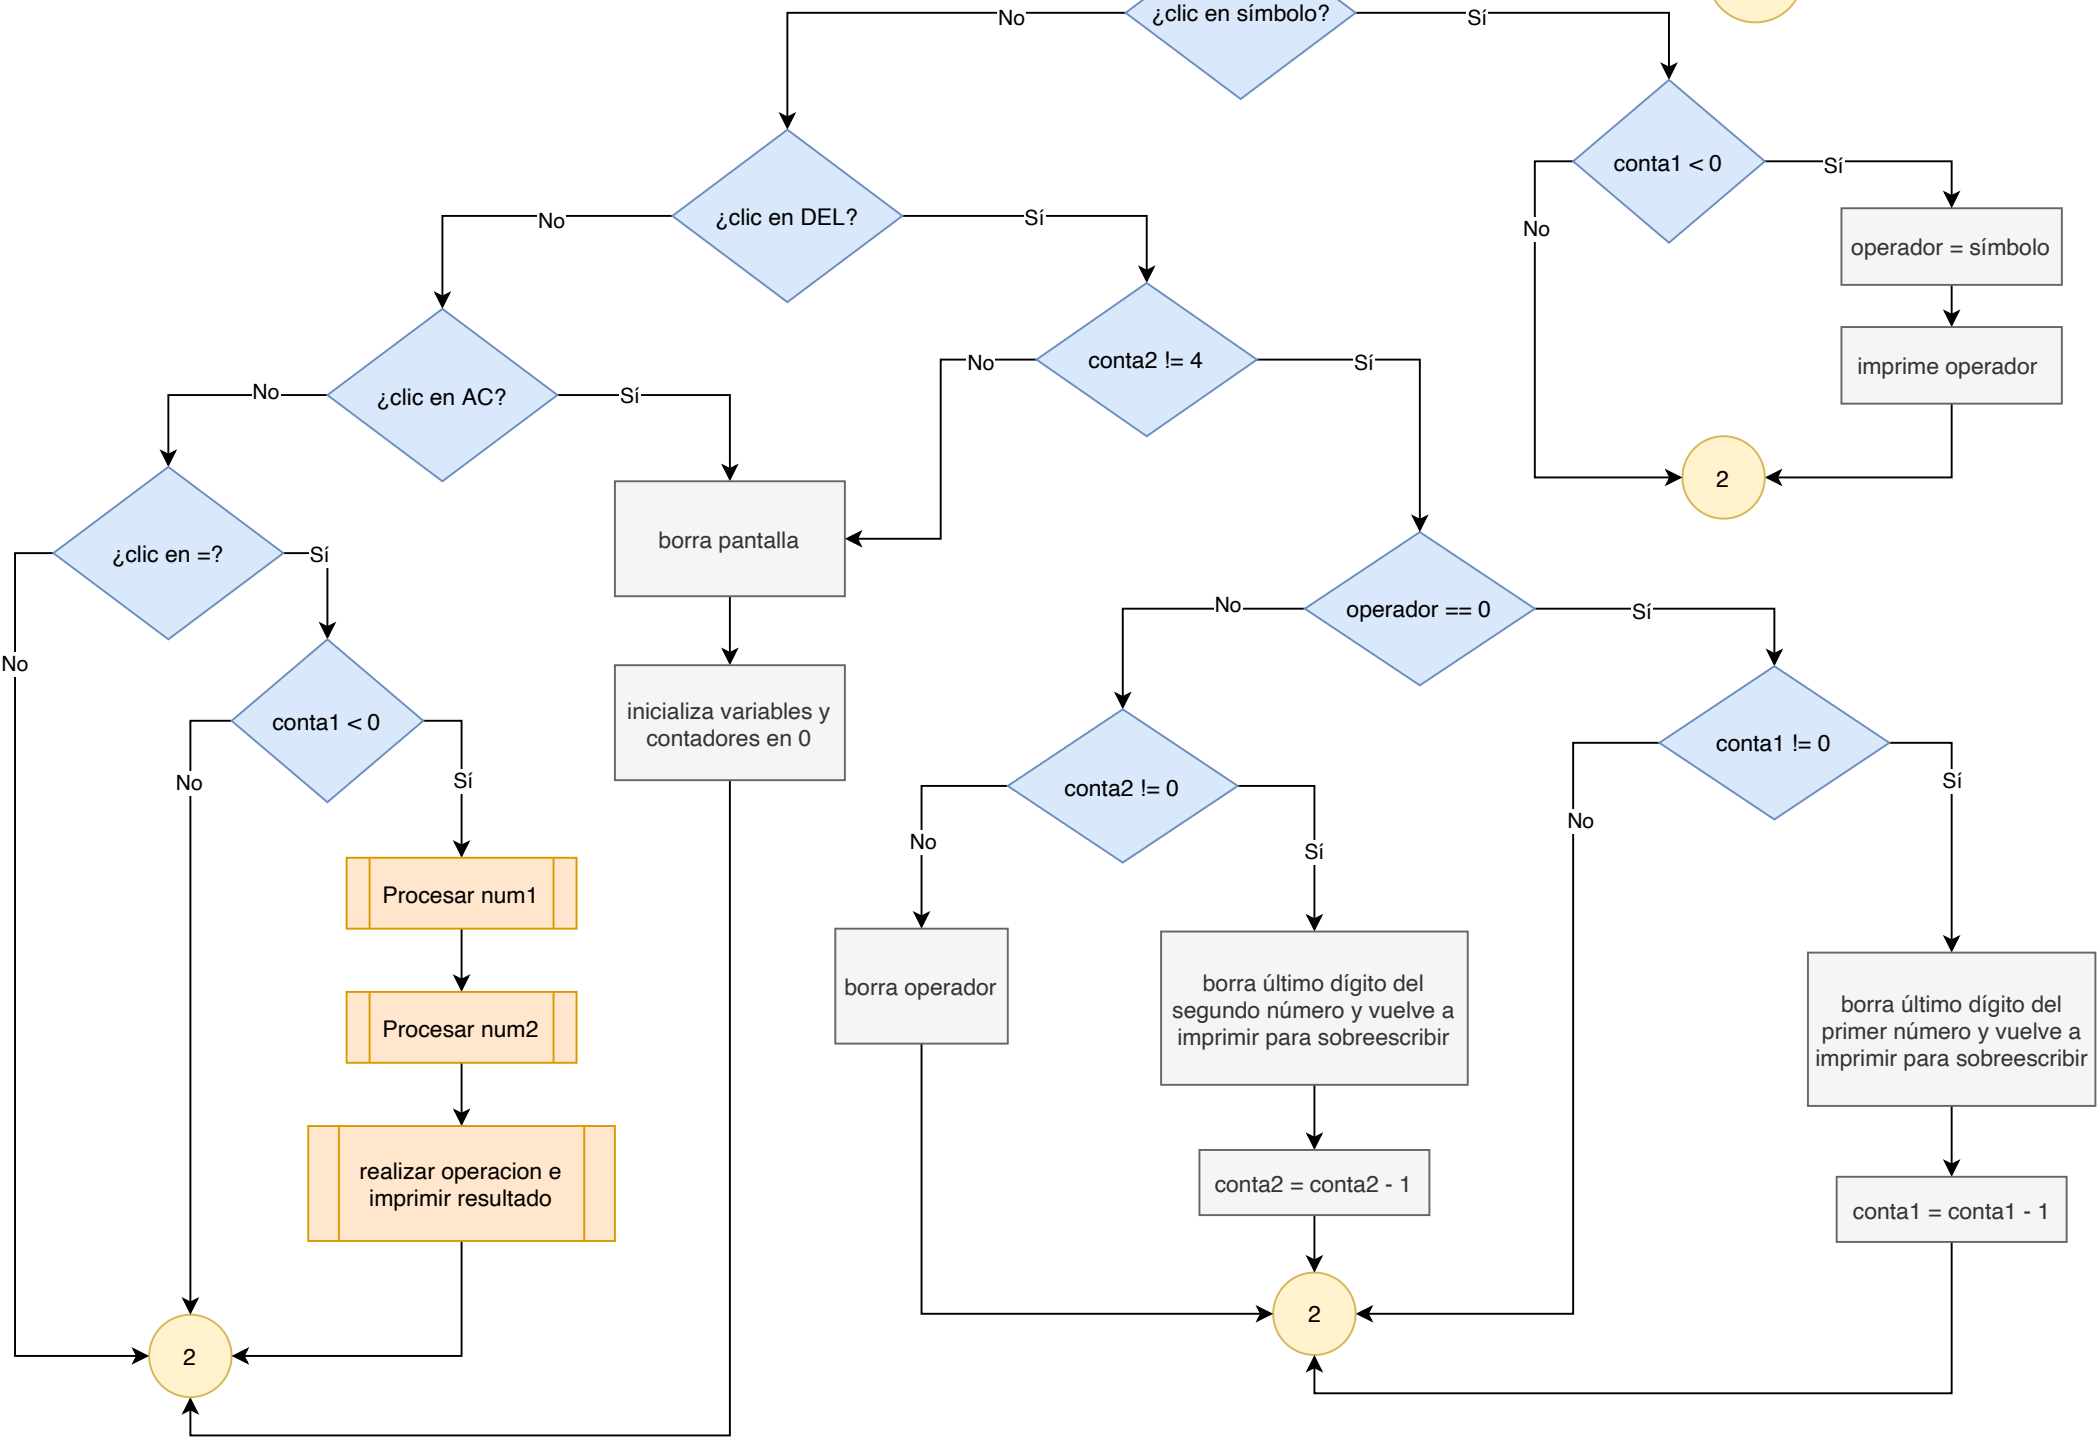 ¿clic en símbolo?
No
Sí
conta1 < 0
Sí
No
operador = símbolo
imprime operador
2
¿clic en DEL?
No
Sí
conta2 != 4
No
Sí
¿clic en AC?
No
Sí
borra pantalla
inicializa variables y
contadores en 0
¿clic en =?
Sí
No
conta1 < 0
No
Sí
Procesar num1
Procesar num2
realizar operacion e
imprimir resultado
2
operador == 0
No
Sí
conta2 != 0
No
Sí
borra operador
borra último dígito del
segundo número y vuelve a
imprimir para sobreescribir
conta2 = conta2 - 1
conta1 != 0
No
Sí
borra último dígito del
primer número y vuelve a
imprimir para sobreescribir
conta1 = conta1 - 1
2